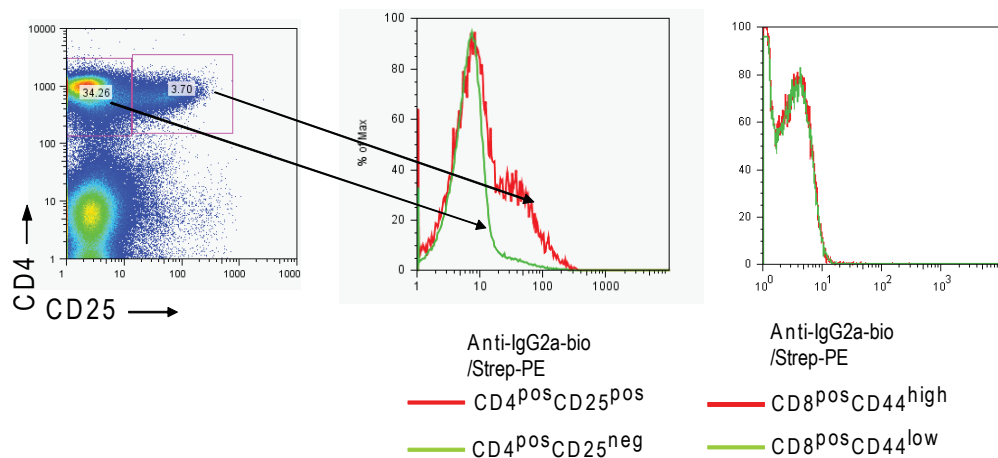 10000
1000
100
10
1
34.26
3.70
1 10 100 1000 10000
CD4
CD25
100
80
60
40
20
0
% of Max
1 10 100 1000
100
80
60
40
20
0
10^0 10^1 10^2 10^3
Anti-IgG2a-bio
/Strep-PE
CD4^pos CD25^pos
CD4^pos CD25^neg
Anti-IgG2a-bio
/Strep-PE
CD8^pos CD44^high
CD8^pos CD44^low